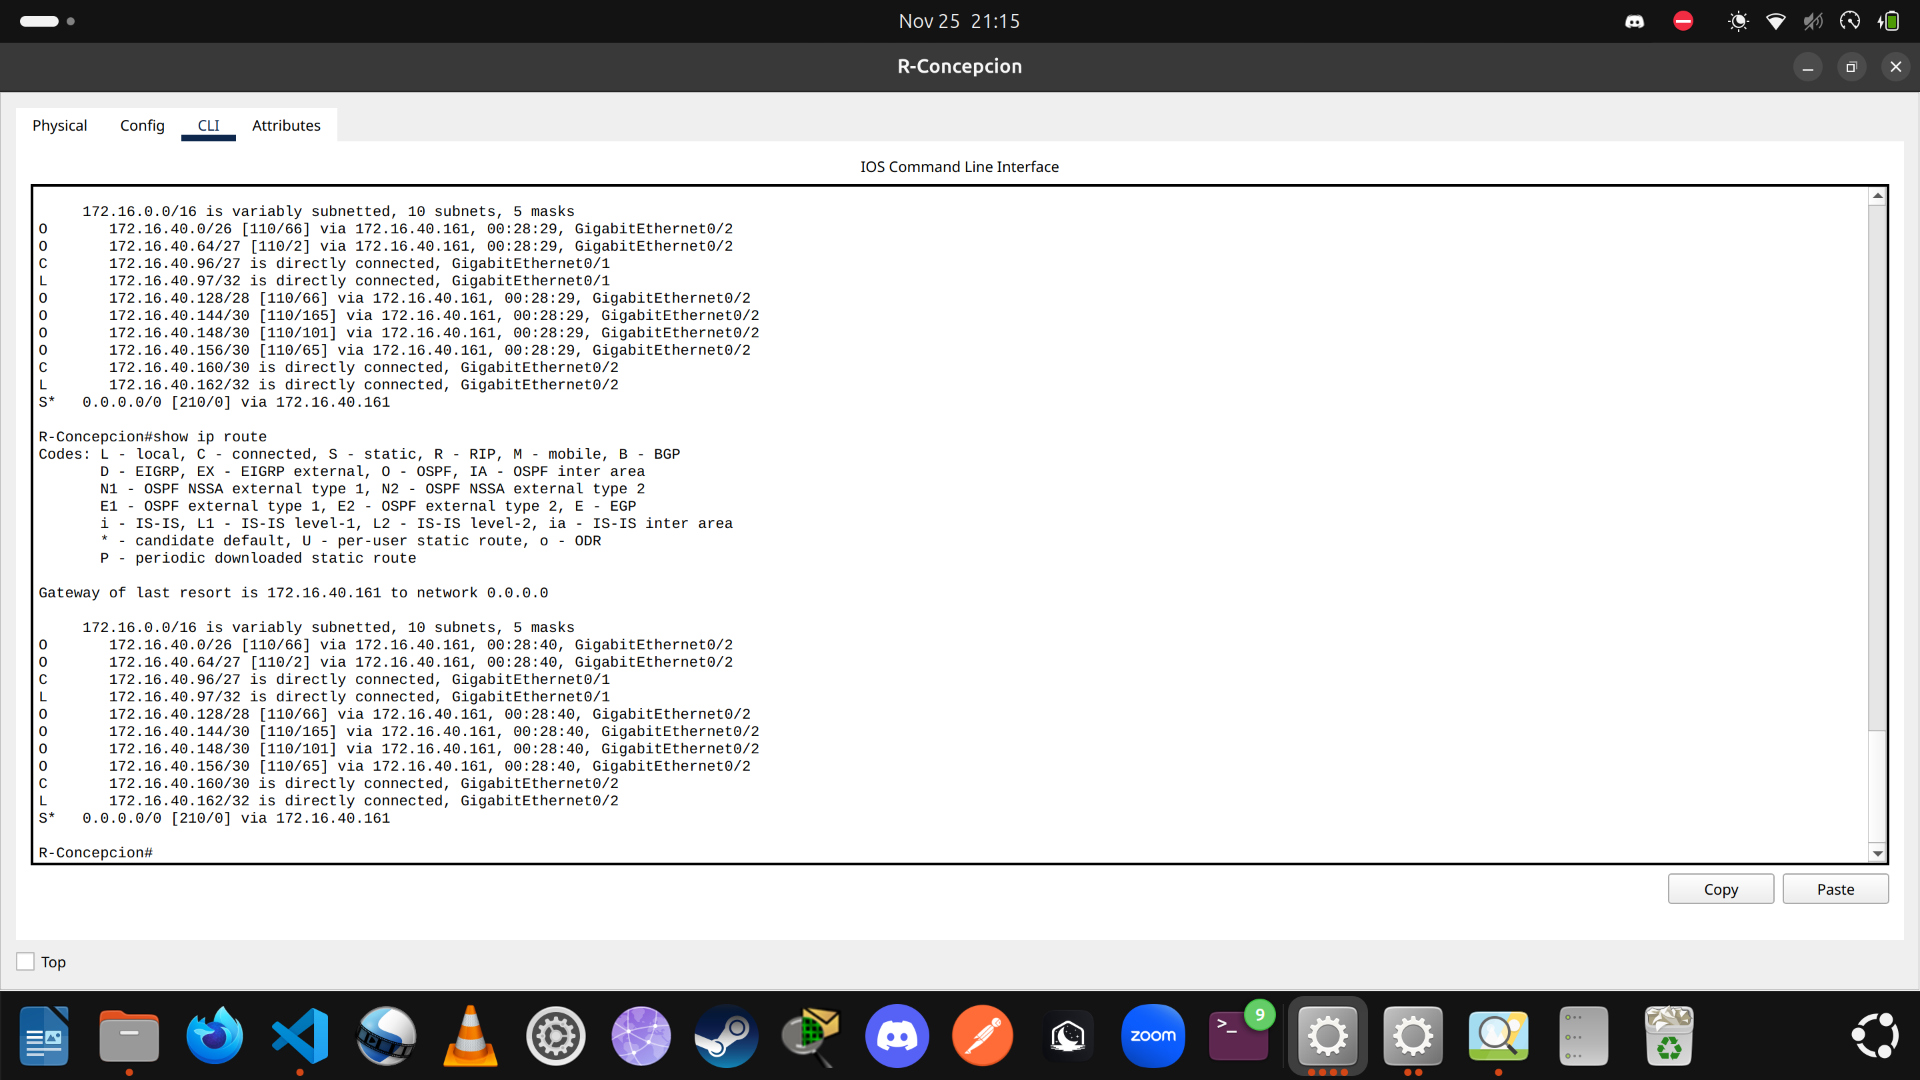 Nov 25 21:15
R-Concepcion
Physical
Config
CLI
Attributes
IOS Command Line Interface
172.16.0.0/16 is variably subnetted, 10 subnets, 5 masks
O 172.16.40.0/26 [110/66] via 172.16.40.161, 00:28:29, GigabitEthernet0/2
O 172.16.40.64/27 [110/2] via 172.16.40.161, 00:28:29, GigabitEthernet0/2
C 172.16.40.96/27 is directly connected, GigabitEthernet0/1
L 172.16.40.97/32 is directly connected, GigabitEthernet0/1
O 172.16.40.128/28 [110/66] via 172.16.40.161, 00:28:29, GigabitEthernet0/2
O 172.16.40.144/30 [110/165] via 172.16.40.161, 00:28:29, GigabitEthernet0/2
O 172.16.40.148/30 [110/101] via 172.16.40.161, 00:28:29, GigabitEthernet0/2
O 172.16.40.156/30 [110/65] via 172.16.40.161, 00:28:29, GigabitEthernet0/2
C 172.16.40.160/30 is directly connected, GigabitEthernet0/2
L 172.16.40.162/32 is directly connected, GigabitEthernet0/2
S* 0.0.0.0/0 [210/0] via 172.16.40.161
R-Concepcion#show ip route
Codes: L - local, C - connected, S - static, R - RIP, M - mobile, B - BGP
D - EIGRP, EX - EIGRP external, O - OSPF, IA - OSPF inter area
N1 - OSPF NSSA external type 1, N2 - OSPF NSSA external type 2
E1 - OSPF external type 1, E2 - OSPF external type 2, E - EGP
i - IS-IS, L1 - IS-IS level-1, L2 - IS-IS level-2, ia - IS-IS inter area
* - candidate default, U - per-user static route, o - ODR
P - periodic downloaded static route
Gateway of last resort is 172.16.40.161 to network 0.0.0.0
172.16.0.0/16 is variably subnetted, 10 subnets, 5 masks
O 172.16.40.0/26 [110/66] via 172.16.40.161, 00:28:40, GigabitEthernet0/2
O 172.16.40.64/27 [110/2] via 172.16.40.161, 00:28:40, GigabitEthernet0/2
C 172.16.40.96/27 is directly connected, GigabitEthernet0/1
L 172.16.40.97/32 is directly connected, GigabitEthernet0/1
O 172.16.40.128/28 [110/66] via 172.16.40.161, 00:28:40, GigabitEthernet0/2
O 172.16.40.144/30 [110/165] via 172.16.40.161, 00:28:40, GigabitEthernet0/2
O 172.16.40.148/30 [110/101] via 172.16.40.161, 00:28:40, GigabitEthernet0/2
O 172.16.40.156/30 [110/65] via 172.16.40.161, 00:28:40, GigabitEthernet0/2
C 172.16.40.160/30 is directly connected, GigabitEthernet0/2
L 172.16.40.162/32 is directly connected, GigabitEthernet0/2
S* 0.0.0.0/0 [210/0] via 172.16.40.161
R-Concepcion#
Copy
Paste
Top
zoom
>_
9